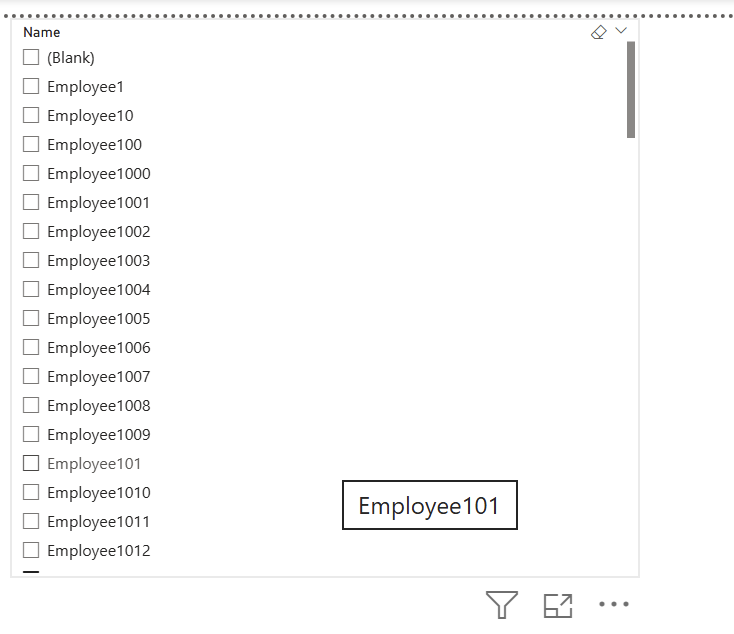 Name
(Blank)
Employee1
Employee10
Employee100
Employee1000
Employee1001
Employee1002
Employee1003
Employee1004
Employee1005
Employee1006
Employee1007
Employee1008
Employee1009
Employee101
Employee1010
Employee101
Employee1011
Employee1012